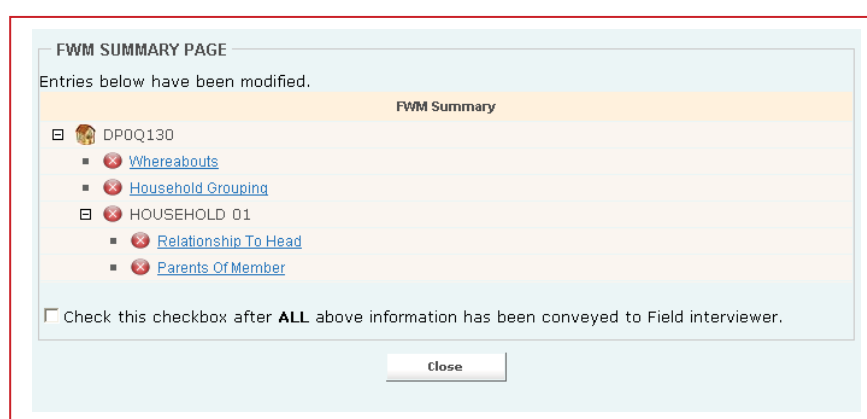 FWM SUMMARY PAGE
Entries below have been modified.
FWM Summary
DP0Q130
Whereabouts
Household Grouping
HOUSEHOLD 01
Relationship To Head
Parents Of Member
Check this checkbox after ALL above information has been conveyed to Field interviewer.
Close